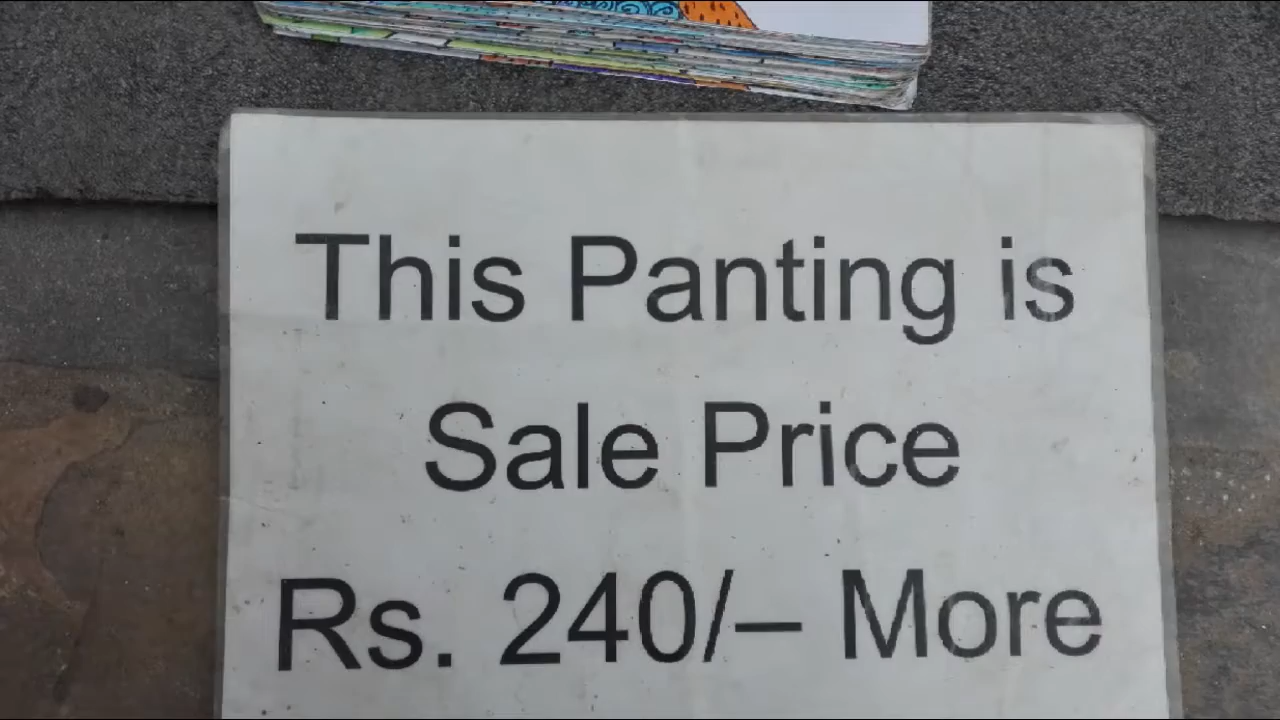 This Panting is
Sale Price
Rs. 240/– More